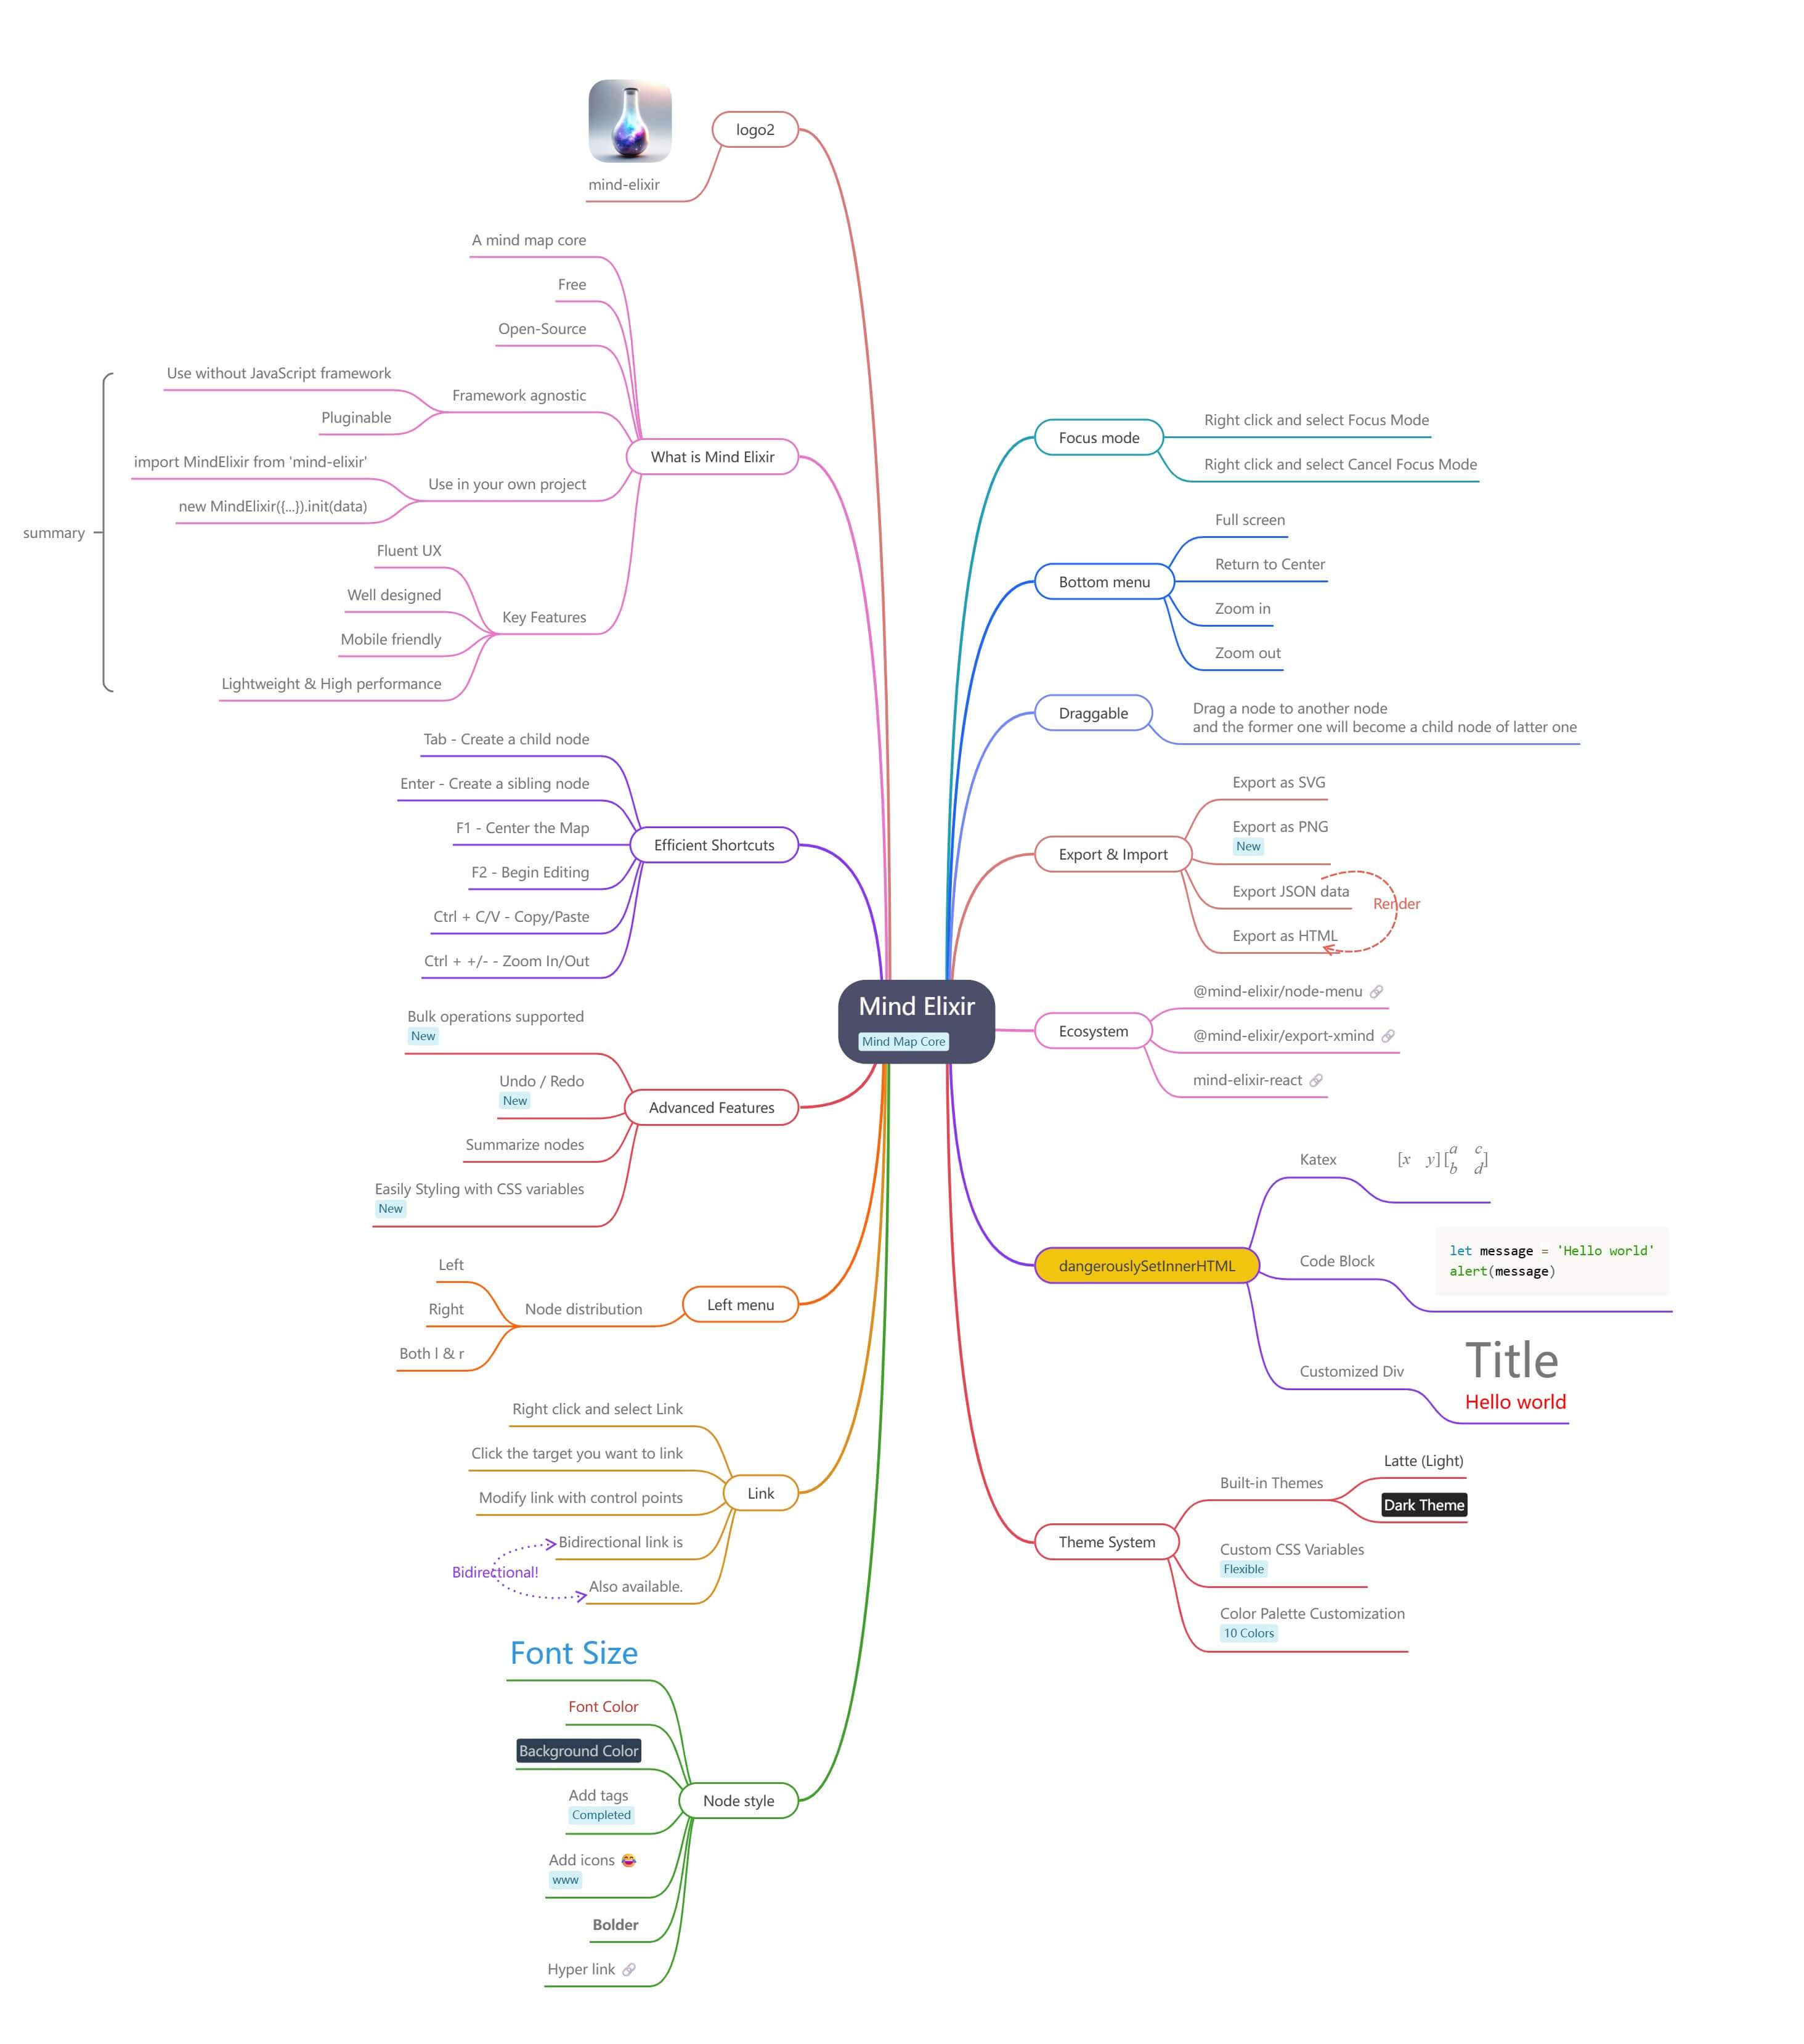 Mind Elixir
Mind Map Core
logo2
mind-elixir
What is Mind Elixir
A mind map core
Free
Open-Source
Framework agnostic
Use without JavaScript framework
Pluginable
Use in your own project
import MindElixir from 'mind-elixir'
new MindElixir({...}).init(data)
Key Features
Fluent UX
Well designed
Mobile friendly
Lightweight & High performance
summary
Efficient Shortcuts
Tab - Create a child node
Enter - Create a sibling node
F1 - Center the Map
F2 - Begin Editing
Ctrl + C/V - Copy/Paste
Ctrl + +/- - Zoom In/Out
Advanced Features
Bulk operations supported
New
Undo / Redo
New
Summarize nodes
Easily Styling with CSS variables
New
Left menu
Node distribution
Left
Right
Both l & r
Link
Right click and select Link
Click the target you want to link
Modify link with control points
Bidirectional link is
Also available.
Bidirectional!
Node style
Font Size
Font Color
Background Color
Add tags
Completed
Add icons 😂
www
Bolder
Hyper link 🔗
Focus mode
Right click and select Focus Mode
Right click and select Cancel Focus Mode
Bottom menu
Full screen
Return to Center
Zoom in
Zoom out
Draggable
Drag a node to another node
and the former one will become a child node of latter one
Export & Import
Export as SVG
Export as PNG
New
Export JSON data
Export as HTML
Render
Ecosystem
@mind-elixir/node-menu 🔗
@mind-elixir/export-xmind 🔗
mind-elixir-react 🔗
dangerouslySetInnerHTML
Katex
[x y][a c
b d]
Code Block
let message = 'Hello world'
alert(message)
Customized Div
Title
Hello world
Theme System
Built-in Themes
Latte (Light)
Dark Theme
Custom CSS Variables
Flexible
Color Palette Customization
10 Colors